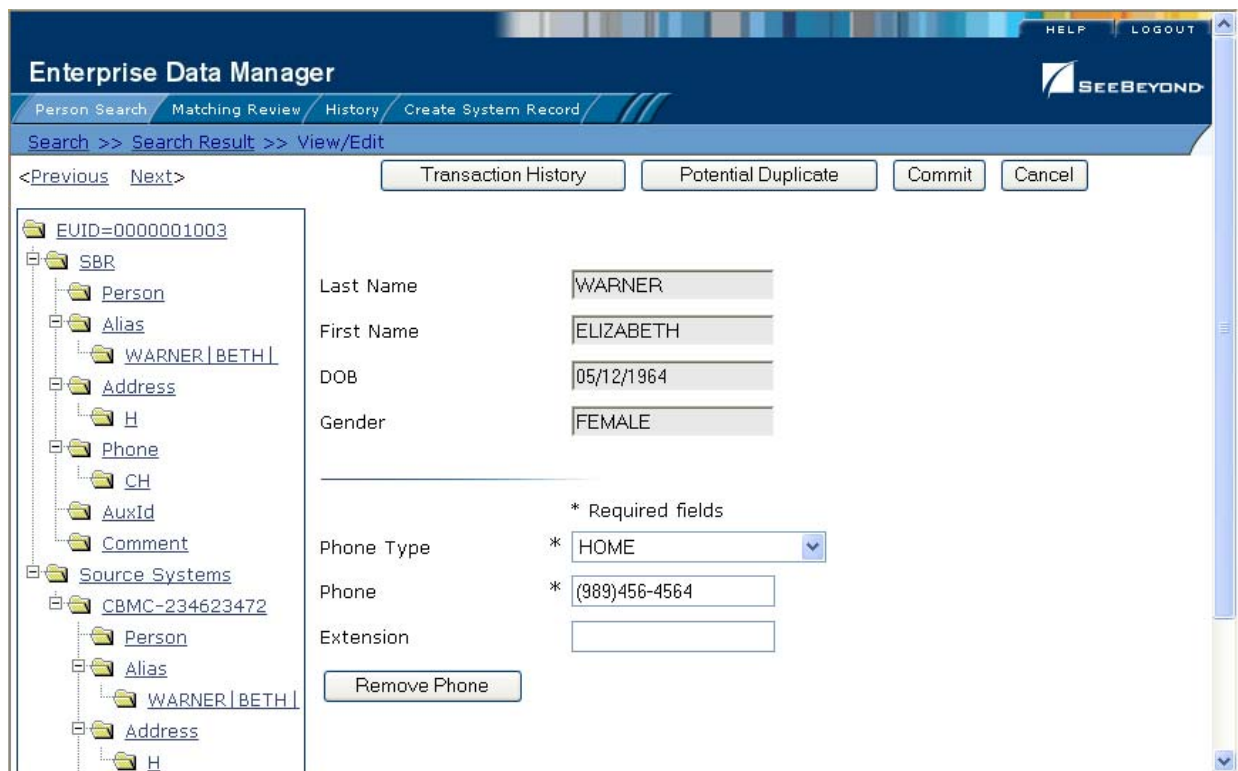 HELP LOGOUT
Enterprise Data Manager
SEEBEYOND
Person Search Matching Review History Create System Record
Search >> Search Result >> View/Edit
<Previous Next> Transaction History Potential Duplicate Commit Cancel
EUID=0000001003
SBR
Person
Alias
WARNER|BETH|
Address
H
Phone
CH
AuxId
Comment
Source Systems
CBMC-234623472
Person
Alias
WARNER|BETH|
Address
H
Last Name WARNER
First Name ELIZABETH
DOB 05/12/1964
Gender FEMALE
* Required fields
Phone Type * HOME
Phone * (989)456-4564
Extension
Remove Phone